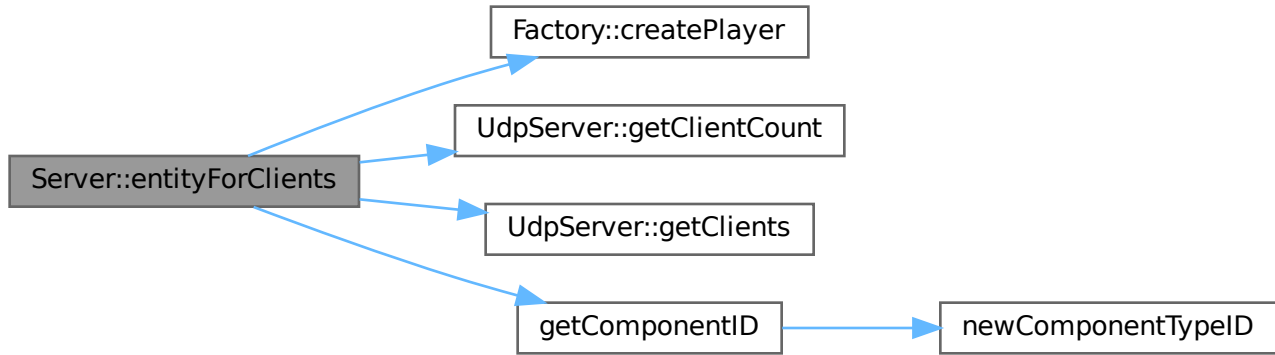 Factory::createPlayer
UdpServer::getClientCount
Server::entityForClients
UdpServer::getClients
getComponentID
newComponentTypeID